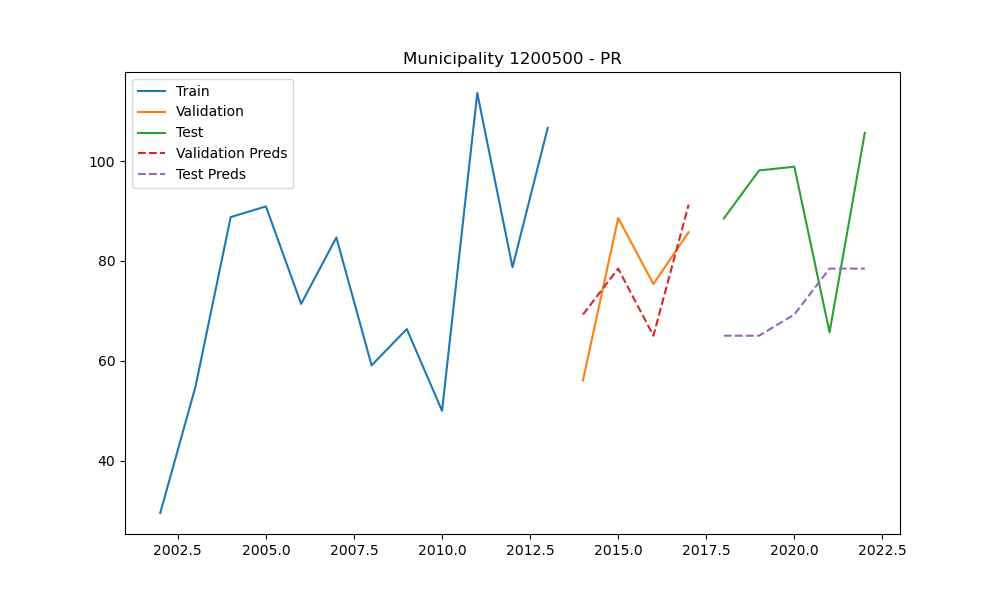 Municipality 1200500 - PR
Train
Validation
Test
Validation Preds
Test Preds
100
80
60
40
2002.5 2005.0 2007.5 2010.0 2012.5 2015.0 2017.5 2020.0 2022.5